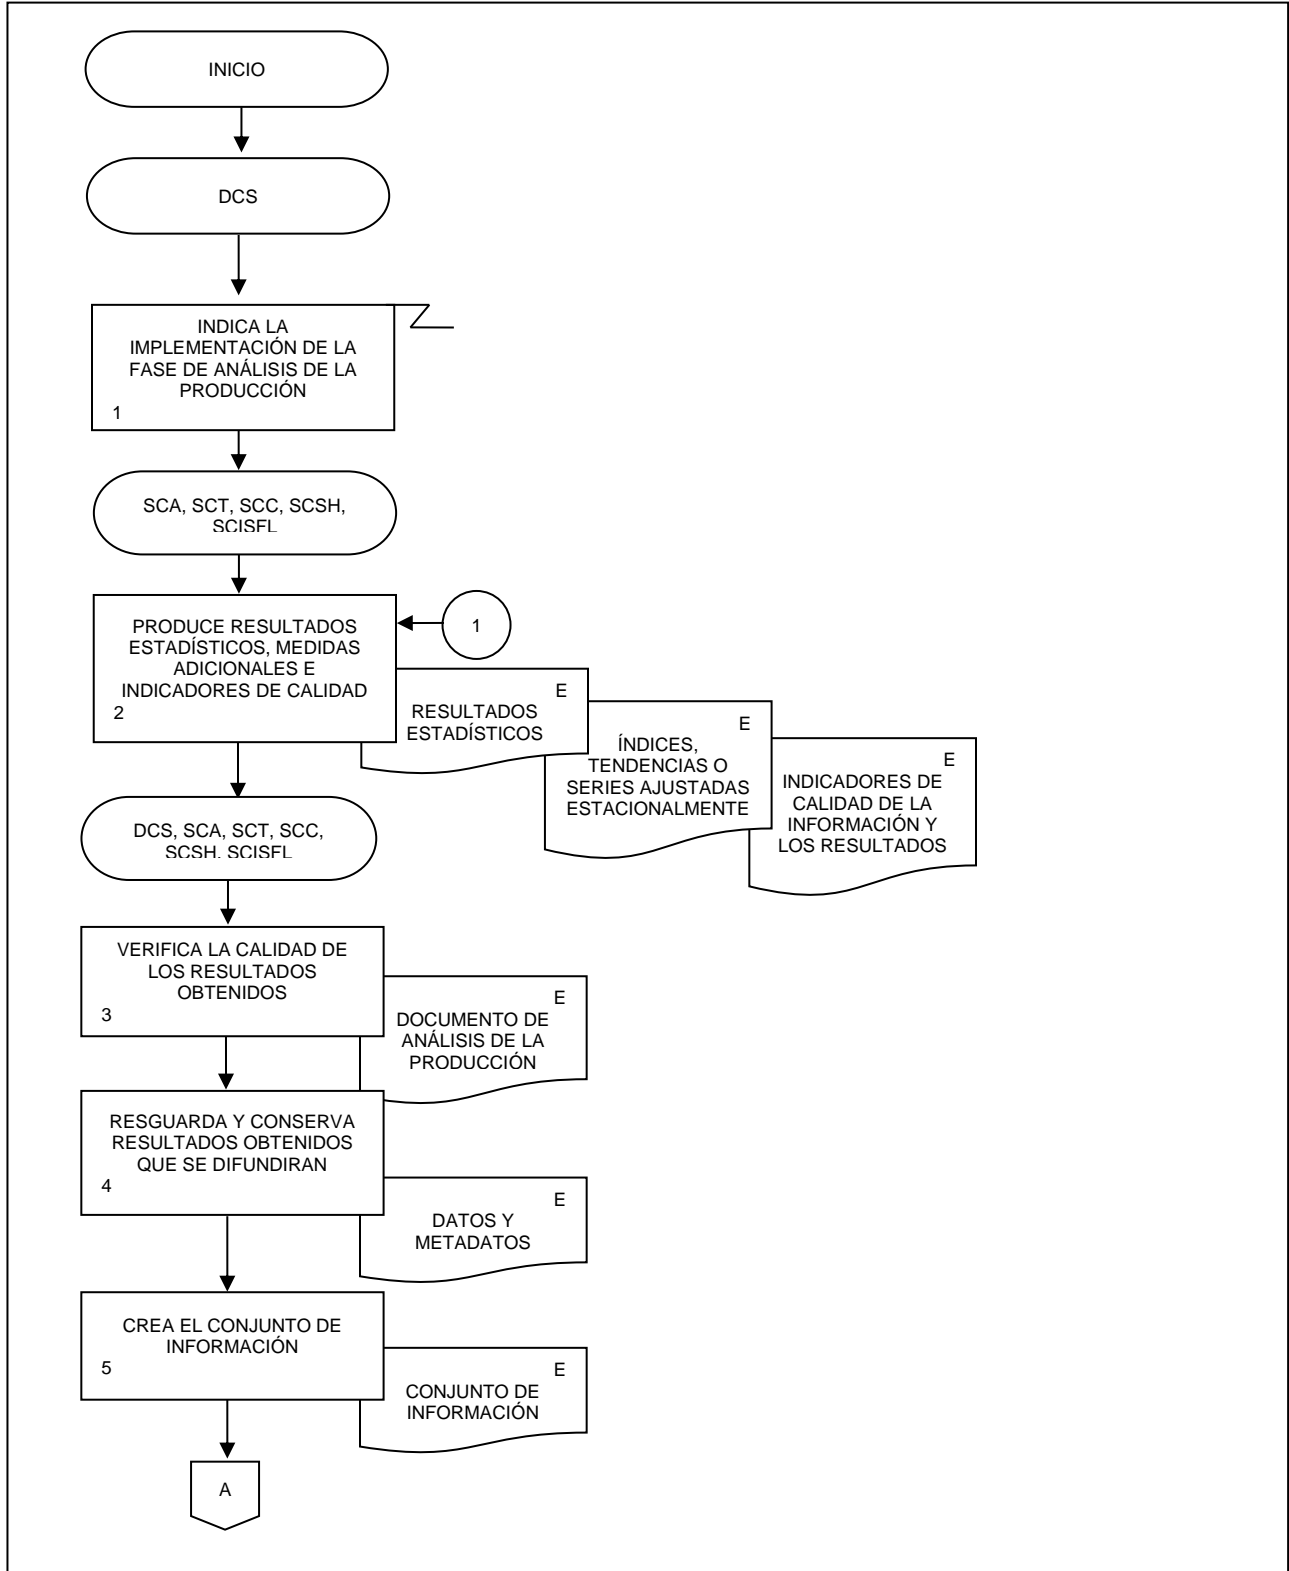 INICIO
DCS
INDICA LA
IMPLEMENTACIÓN DE LA
FASE DE ANÁLISIS DE LA
PRODUCCIÓN
1
SCA, SCT, SCC, SCSH,
SCISFL
PRODUCE RESULTADOS
ESTADÍSTICOS, MEDIDAS
ADICIONALES E
INDICADORES DE CALIDAD
2
1
E
RESULTADOS
ESTADÍSTICOS
E
ÍNDICES,
TENDENCIAS O
SERIES AJUSTADAS
ESTACIONALMENTE
E
INDICADORES DE
CALIDAD DE LA
INFORMACIÓN Y
LOS RESULTADOS
DCS, SCA, SCT, SCC,
SCSH, SCISFL
VERIFICA LA CALIDAD DE
LOS RESULTADOS
OBTENIDOS
3
E
DOCUMENTO DE
ANÁLISIS DE LA
PRODUCCIÓN
RESGUARDA Y CONSERVA
RESULTADOS OBTENIDOS
QUE SE DIFUNDIRAN
4
E
DATOS Y
METADATOS
CREA EL CONJUNTO DE
INFORMACIÓN
5
E
CONJUNTO DE
INFORMACIÓN
A